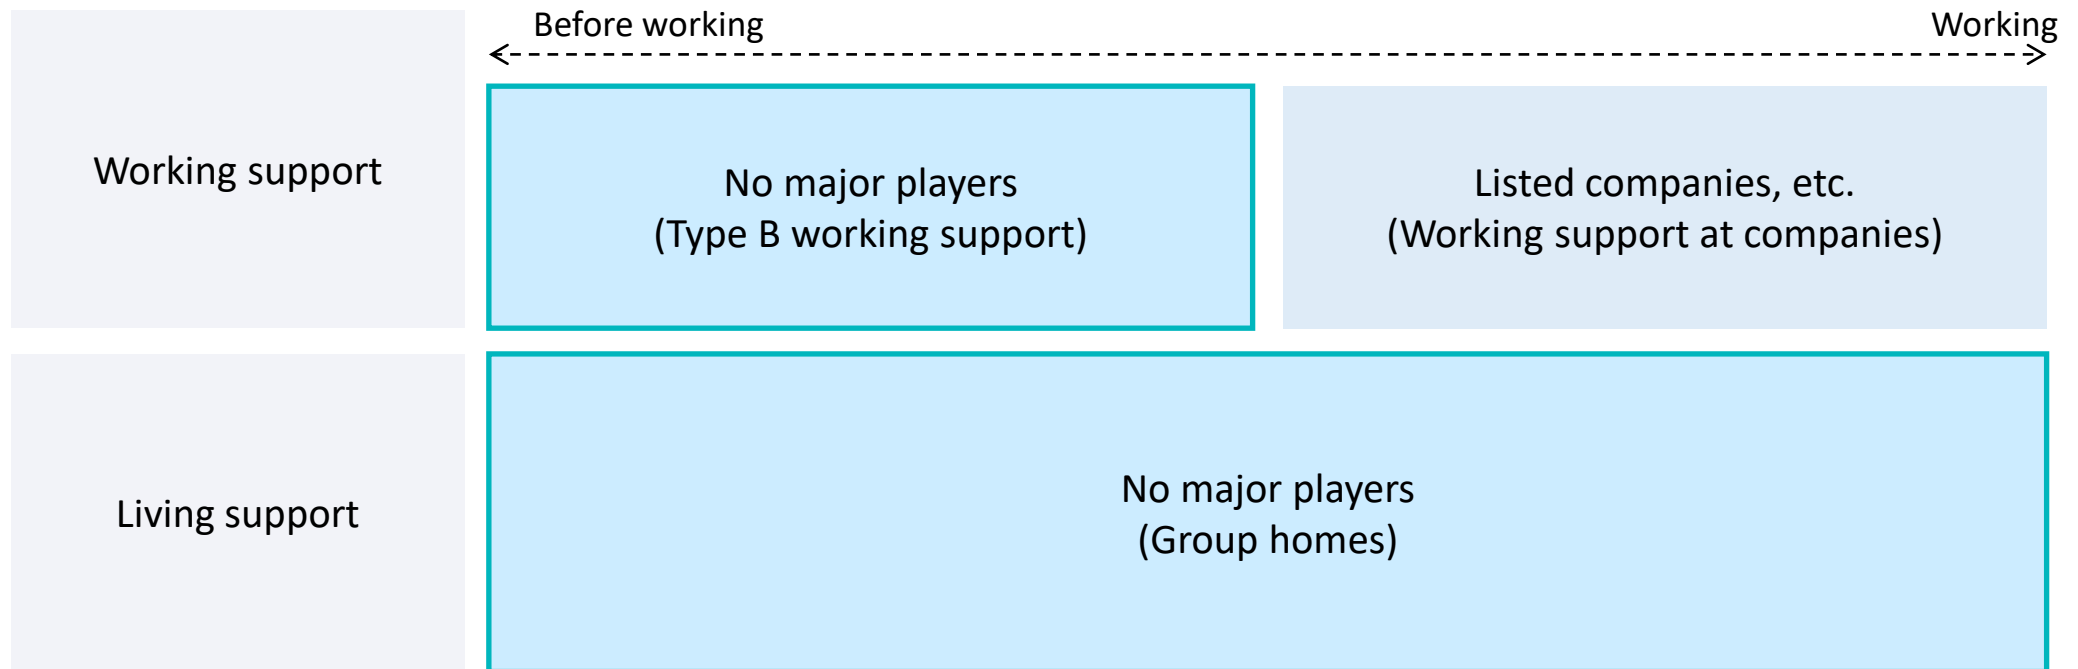 Before working
Working
Working support
No major players
(Type B working support)
Listed companies, etc.
(Working support at companies)
Living support
No major players
(Group homes)